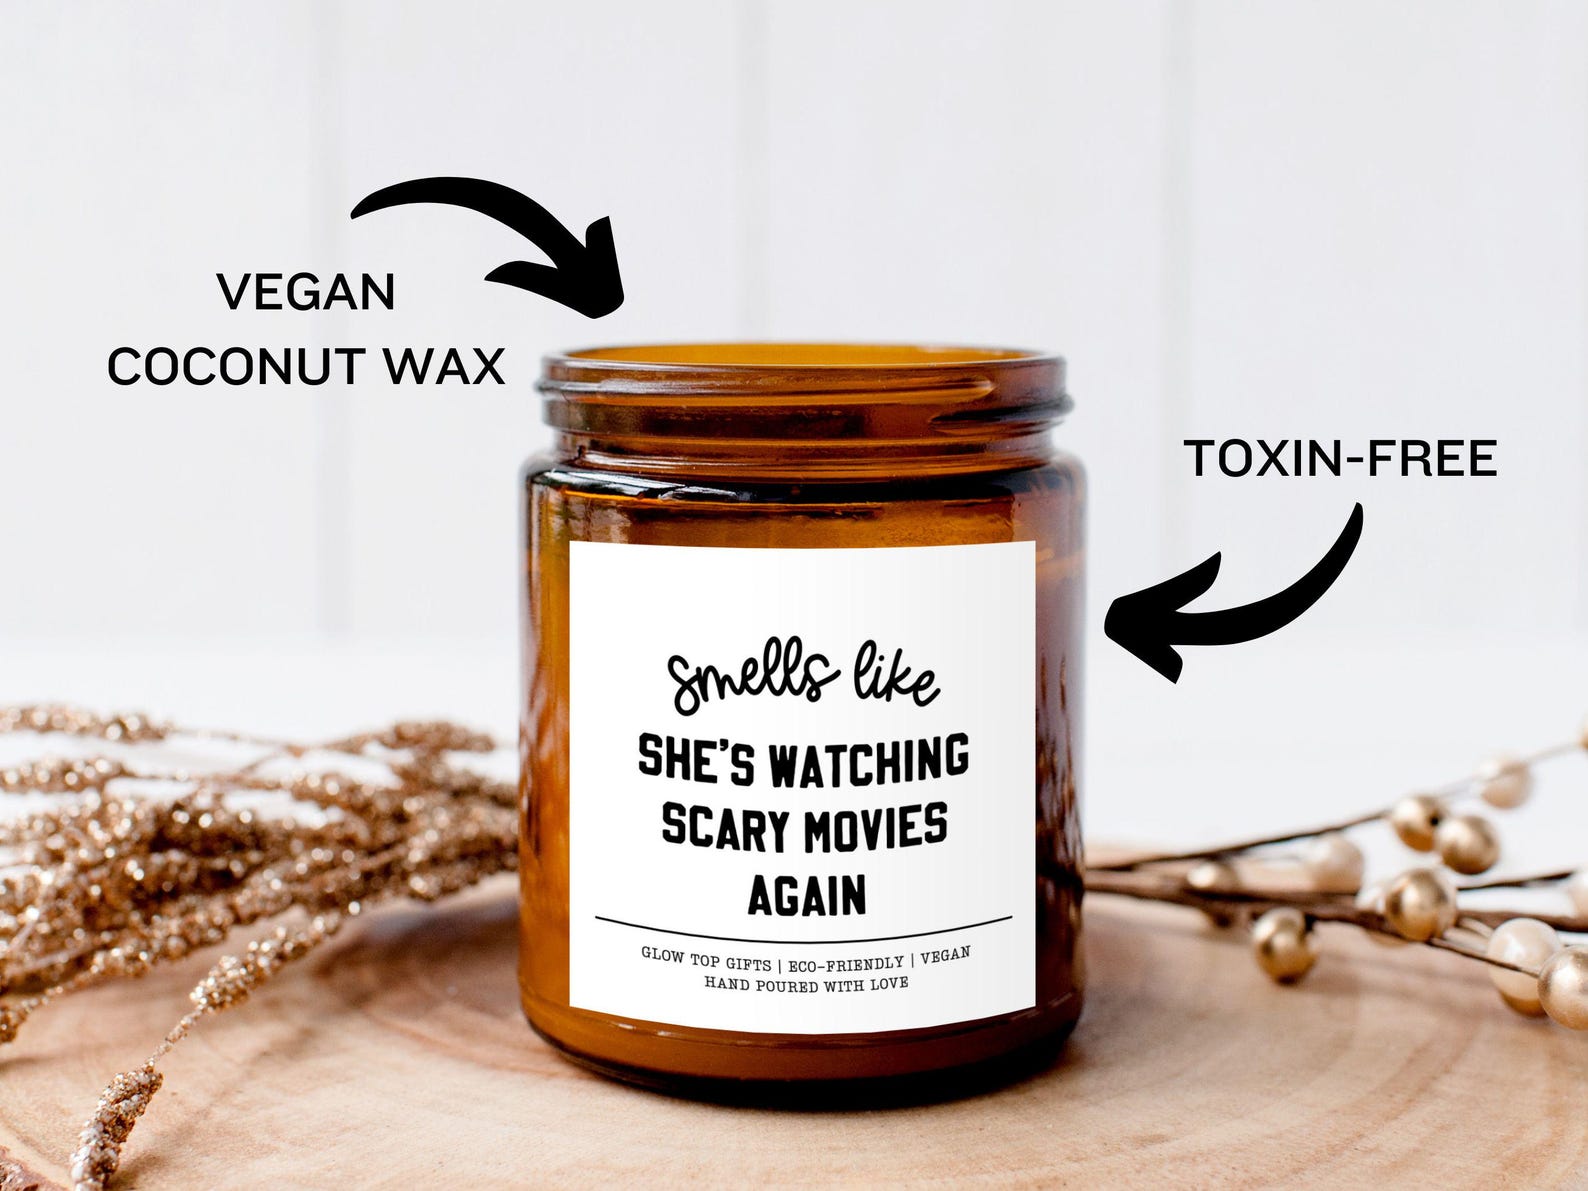 VEGAN
COCONUT WAX
TOXIN-FREE
smells like
SHE'S WATCHING
SCARY MOVIES
AGAIN
GLOW TOP GIFTS | ECO-FRIENDLY | VEGAN
HAND POURED WITH LOVE